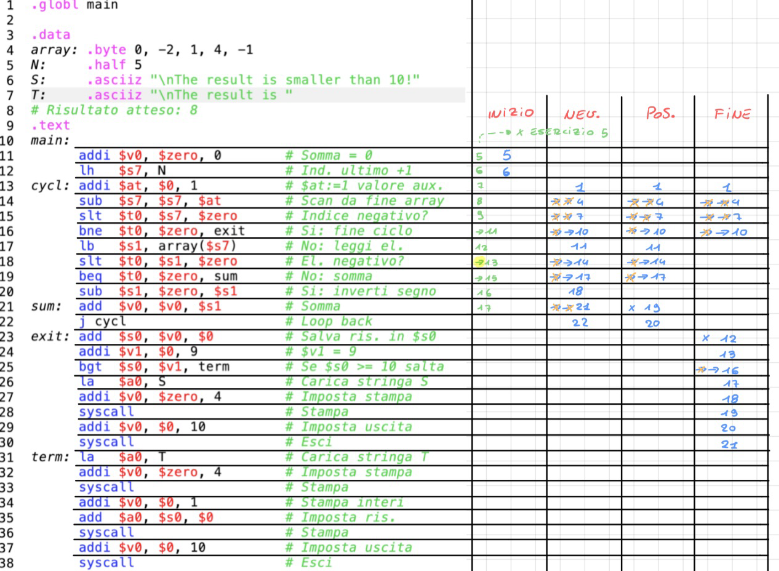 1 .globl main
2
3 .data
4 array: .byte 0, -2, 1, 4, -1
5 N: .half 5
6 S: .asciiz "\nThe result is smaller than 10!"
7 T: .asciiz "\nThe result is "
8 # Risultato atteso: 8
INIZIO NEG. POS. FINE
9 .text
--→ x ESERCIZIO 5
10 main:
11 addi $v0, $zero, 0 # Somma = 0 5 5
12 lh $s7, N # Ind. ultimo +1 6 6
13 cycl: addi $at, $0, 1 # $at:=1 valore aux. 7 1 1 1
14 sub $s7, $s7, $at # Scan da fine array 8 →→4 →→4 →→4
15 slt $t0, $s7, $zero # Indice negativo? 9 →→7 →→7 →→7
16 bne $t0, $zero, exit # Si: fine ciclo →11 →→10 →→10 →→10
17 lb $s1, array($s7) # No: leggi el. 12 11 11
18 slt $t0, $s1, $zero # El. negativo? →13 →→14 →→14
19 beq $t0, $zero, sum # No: somma →15 →→17 →→17
20 sub $s1, $zero, $s1 # Si: inverti segno 16 18
21 sum: add $v0, $v0, $s1 # Somma 17 →→21 x 19
22 j cycl # Loop back 22 20
23 exit: add $s0, $v0, $0 # Salva ris. in $s0 x 12
24 addi $v1, $0, 9 # $v1 = 9 13
25 bgt $s0, $v1, term # Se $s0 >= 10 salta →→16
26 la $a0, S # Carica stringa S 17
27 addi $v0, $zero, 4 # Imposta stampa 18
28 syscall # Stampa 19
29 addi $v0, $0, 10 # Imposta uscita 20
30 syscall # Esci 21
31 term: la $a0, T # Carica stringa T
32 addi $v0, $zero, 4 # Imposta stampa
33 syscall # Stampa
34 addi $v0, $0, 1 # Stampa interi
35 add $a0, $s0, $0 # Imposta ris.
36 syscall # Stampa
37 addi $v0, $0, 10 # Imposta uscita
38 syscall # Esci